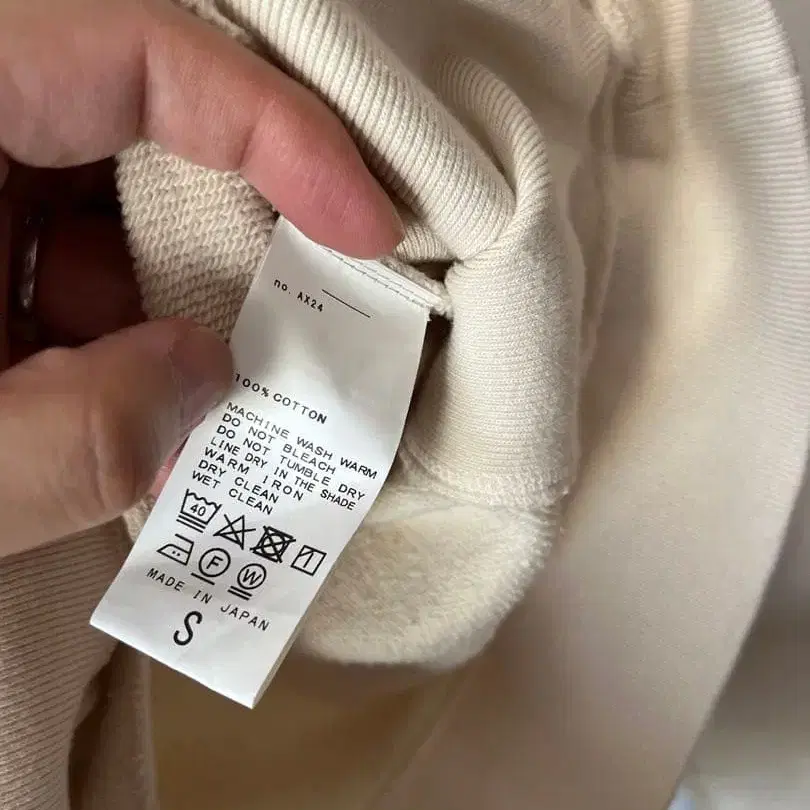 no. AX24
100% COTTON
MACHINE WASH WARM
DO NOT BLEACH
DO NOT TUMBLE DRY
LINE DRY IN THE SHADE
WARM IRON
DRY CLEAN
WET CLEAN
40
F W
MADE IN JAPAN
S